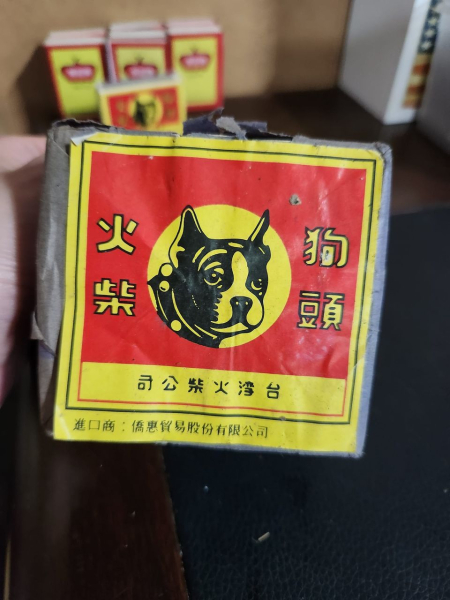 狗頭
火柴
台湾火柴公司
進口商：僑惠貿易股份有限公司